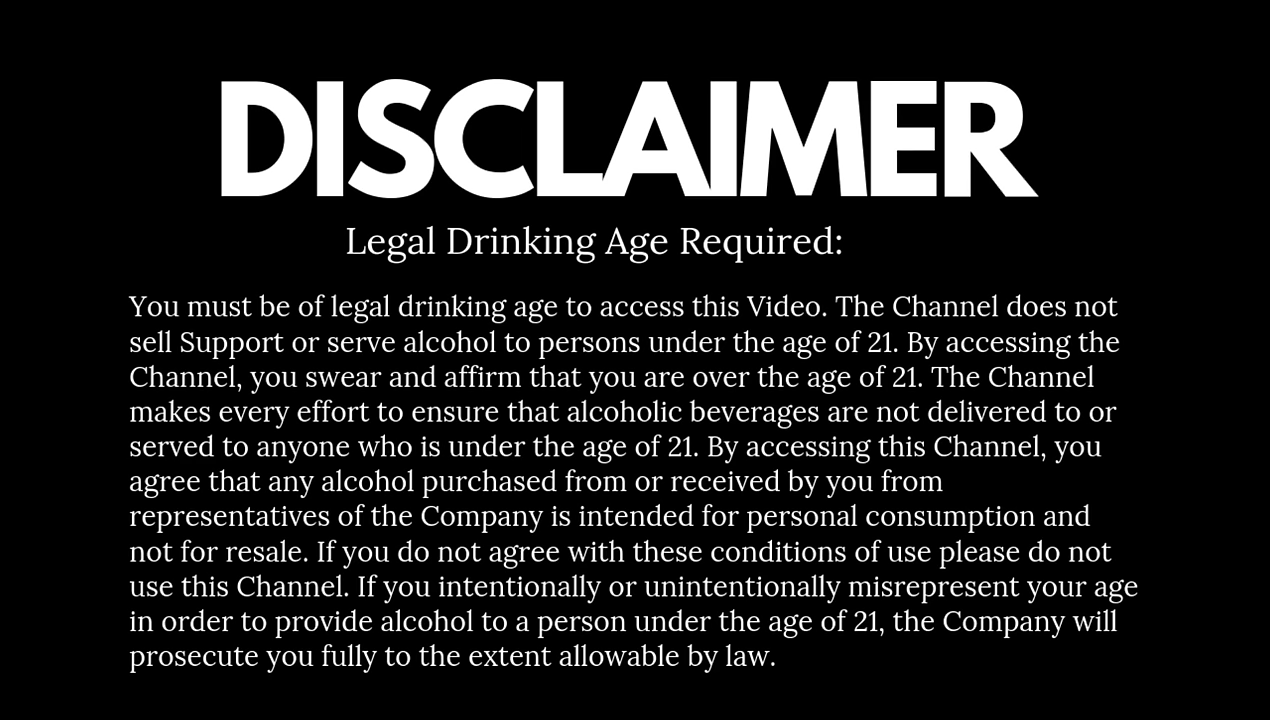 DISCLAIMER
Legal Drinking Age Required:
You must be of legal drinking age to access this Video. The Channel does not
sell Support or serve alcohol to persons under the age of 21. By accessing the
Channel, you swear and affirm that you are over the age of 21. The Channel
makes every effort to ensure that alcoholic beverages are not delivered to or
served to anyone who is under the age of 21. By accessing this Channel, you
agree that any alcohol purchased from or received by you from
representatives of the Company is intended for personal consumption and
not for resale. If you do not agree with these conditions of use please do not
use this Channel. If you intentionally or unintentionally misrepresent your age
in order to provide alcohol to a person under the age of 21, the Company will
prosecute you fully to the extent allowable by law.